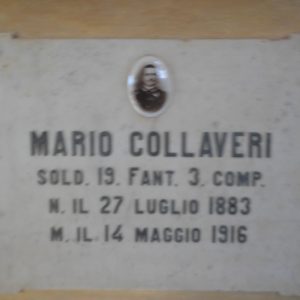 MARIO COLLAVERI
SOLD. 19. FANT. 3. COMP.
N. IL 27 LUGLIO 1883
M. IL 14 MAGGIO 1916